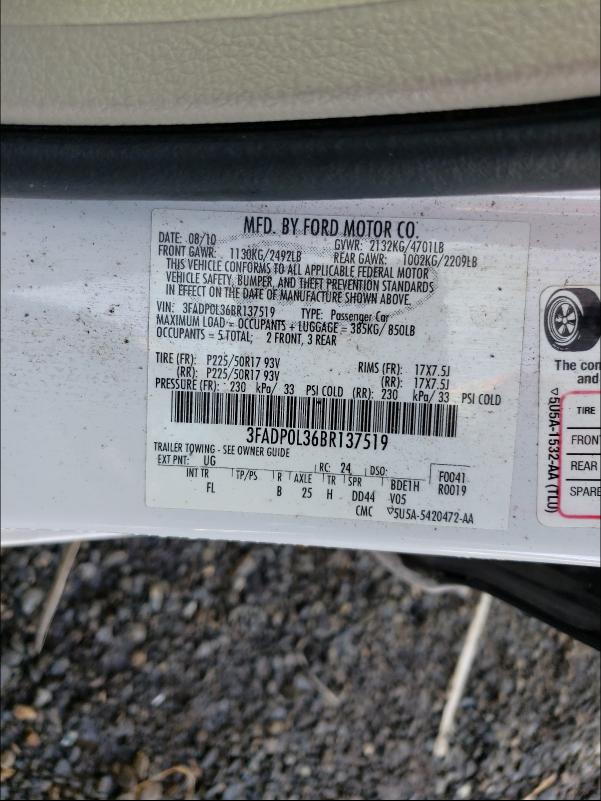 MFD. BY FORD MOTOR CO.
DATE: 08/10 GVWR: 2132KG/4701LB
FRONT GAWR: 1130KG/2492LB REAR GAWR: 1002KG/2209LB
THIS VEHICLE CONFORMS TO ALL APPLICABLE FEDERAL MOTOR
VEHICLE SAFETY, BUMPER, AND THEFT PREVENTION STANDARDS
IN EFFECT ON THE DATE OF MANUFACTURE SHOWN ABOVE.
VIN: 3FADP0L36BR137519 TYPE: Passenger Car
MAXIMUM LOAD = OCCUPANTS + LUGGAGE = 385KG/ 850LB
OCCUPANTS = 5 TOTAL; 2 FRONT, 3 REAR
TIRE (FR): P225/50R17 93V RIMS (FR): 17X7.5J
(RR): P225/50R17 93V (RR): 17X7.5J
PRESSURE (FR): 230 kPa/ 33 PSI COLD (RR): 230 kPa/ 33 PSI COLD
3FADP0L36BR137519
TRAILER TOWING - SEE OWNER GUIDE
EXT PNT: UG RC: 24 DSO: F0041
INT TR TP/PS R AXLE TR SPR BDE1H R0019
FL B 25 H DD44 V05
CMC ▽5U5A-5420472-AA
The con
and
▽5U5A-1532-AA (TL0)
TIRE
FRONT
REAR
SPARE